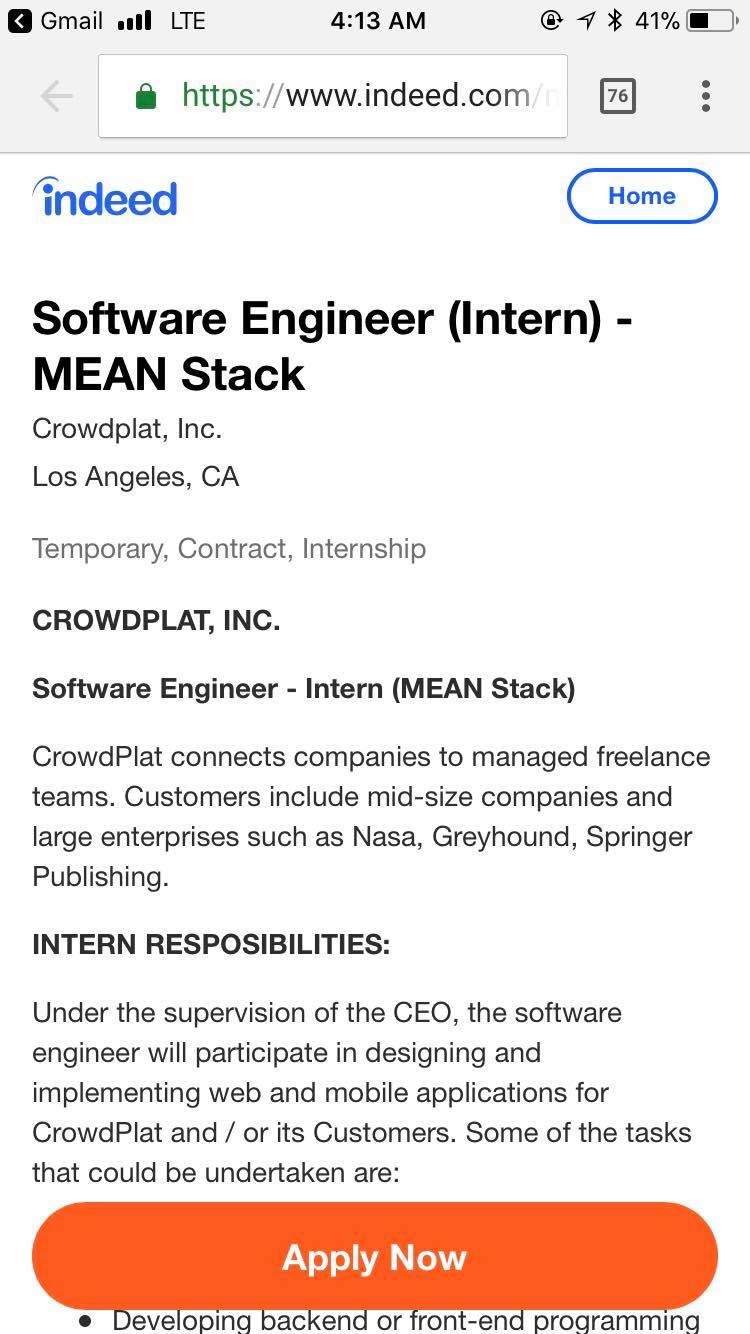 Gmail LTE 4:13 AM 41%
https://www.indeed.com/ 76
indeed Home
Software Engineer (Intern) -
MEAN Stack
Crowdplat, Inc.
Los Angeles, CA
Temporary, Contract, Internship
CROWDPLAT, INC.
Software Engineer - Intern (MEAN Stack)
CrowdPlat connects companies to managed freelance
teams. Customers include mid-size companies and
large enterprises such as Nasa, Greyhound, Springer
Publishing.
INTERN RESPOSIBILITIES:
Under the supervision of the CEO, the software
engineer will participate in designing and
implementing web and mobile applications for
CrowdPlat and / or its Customers. Some of the tasks
that could be undertaken are:
Apply Now
• Developing backend or front-end programming